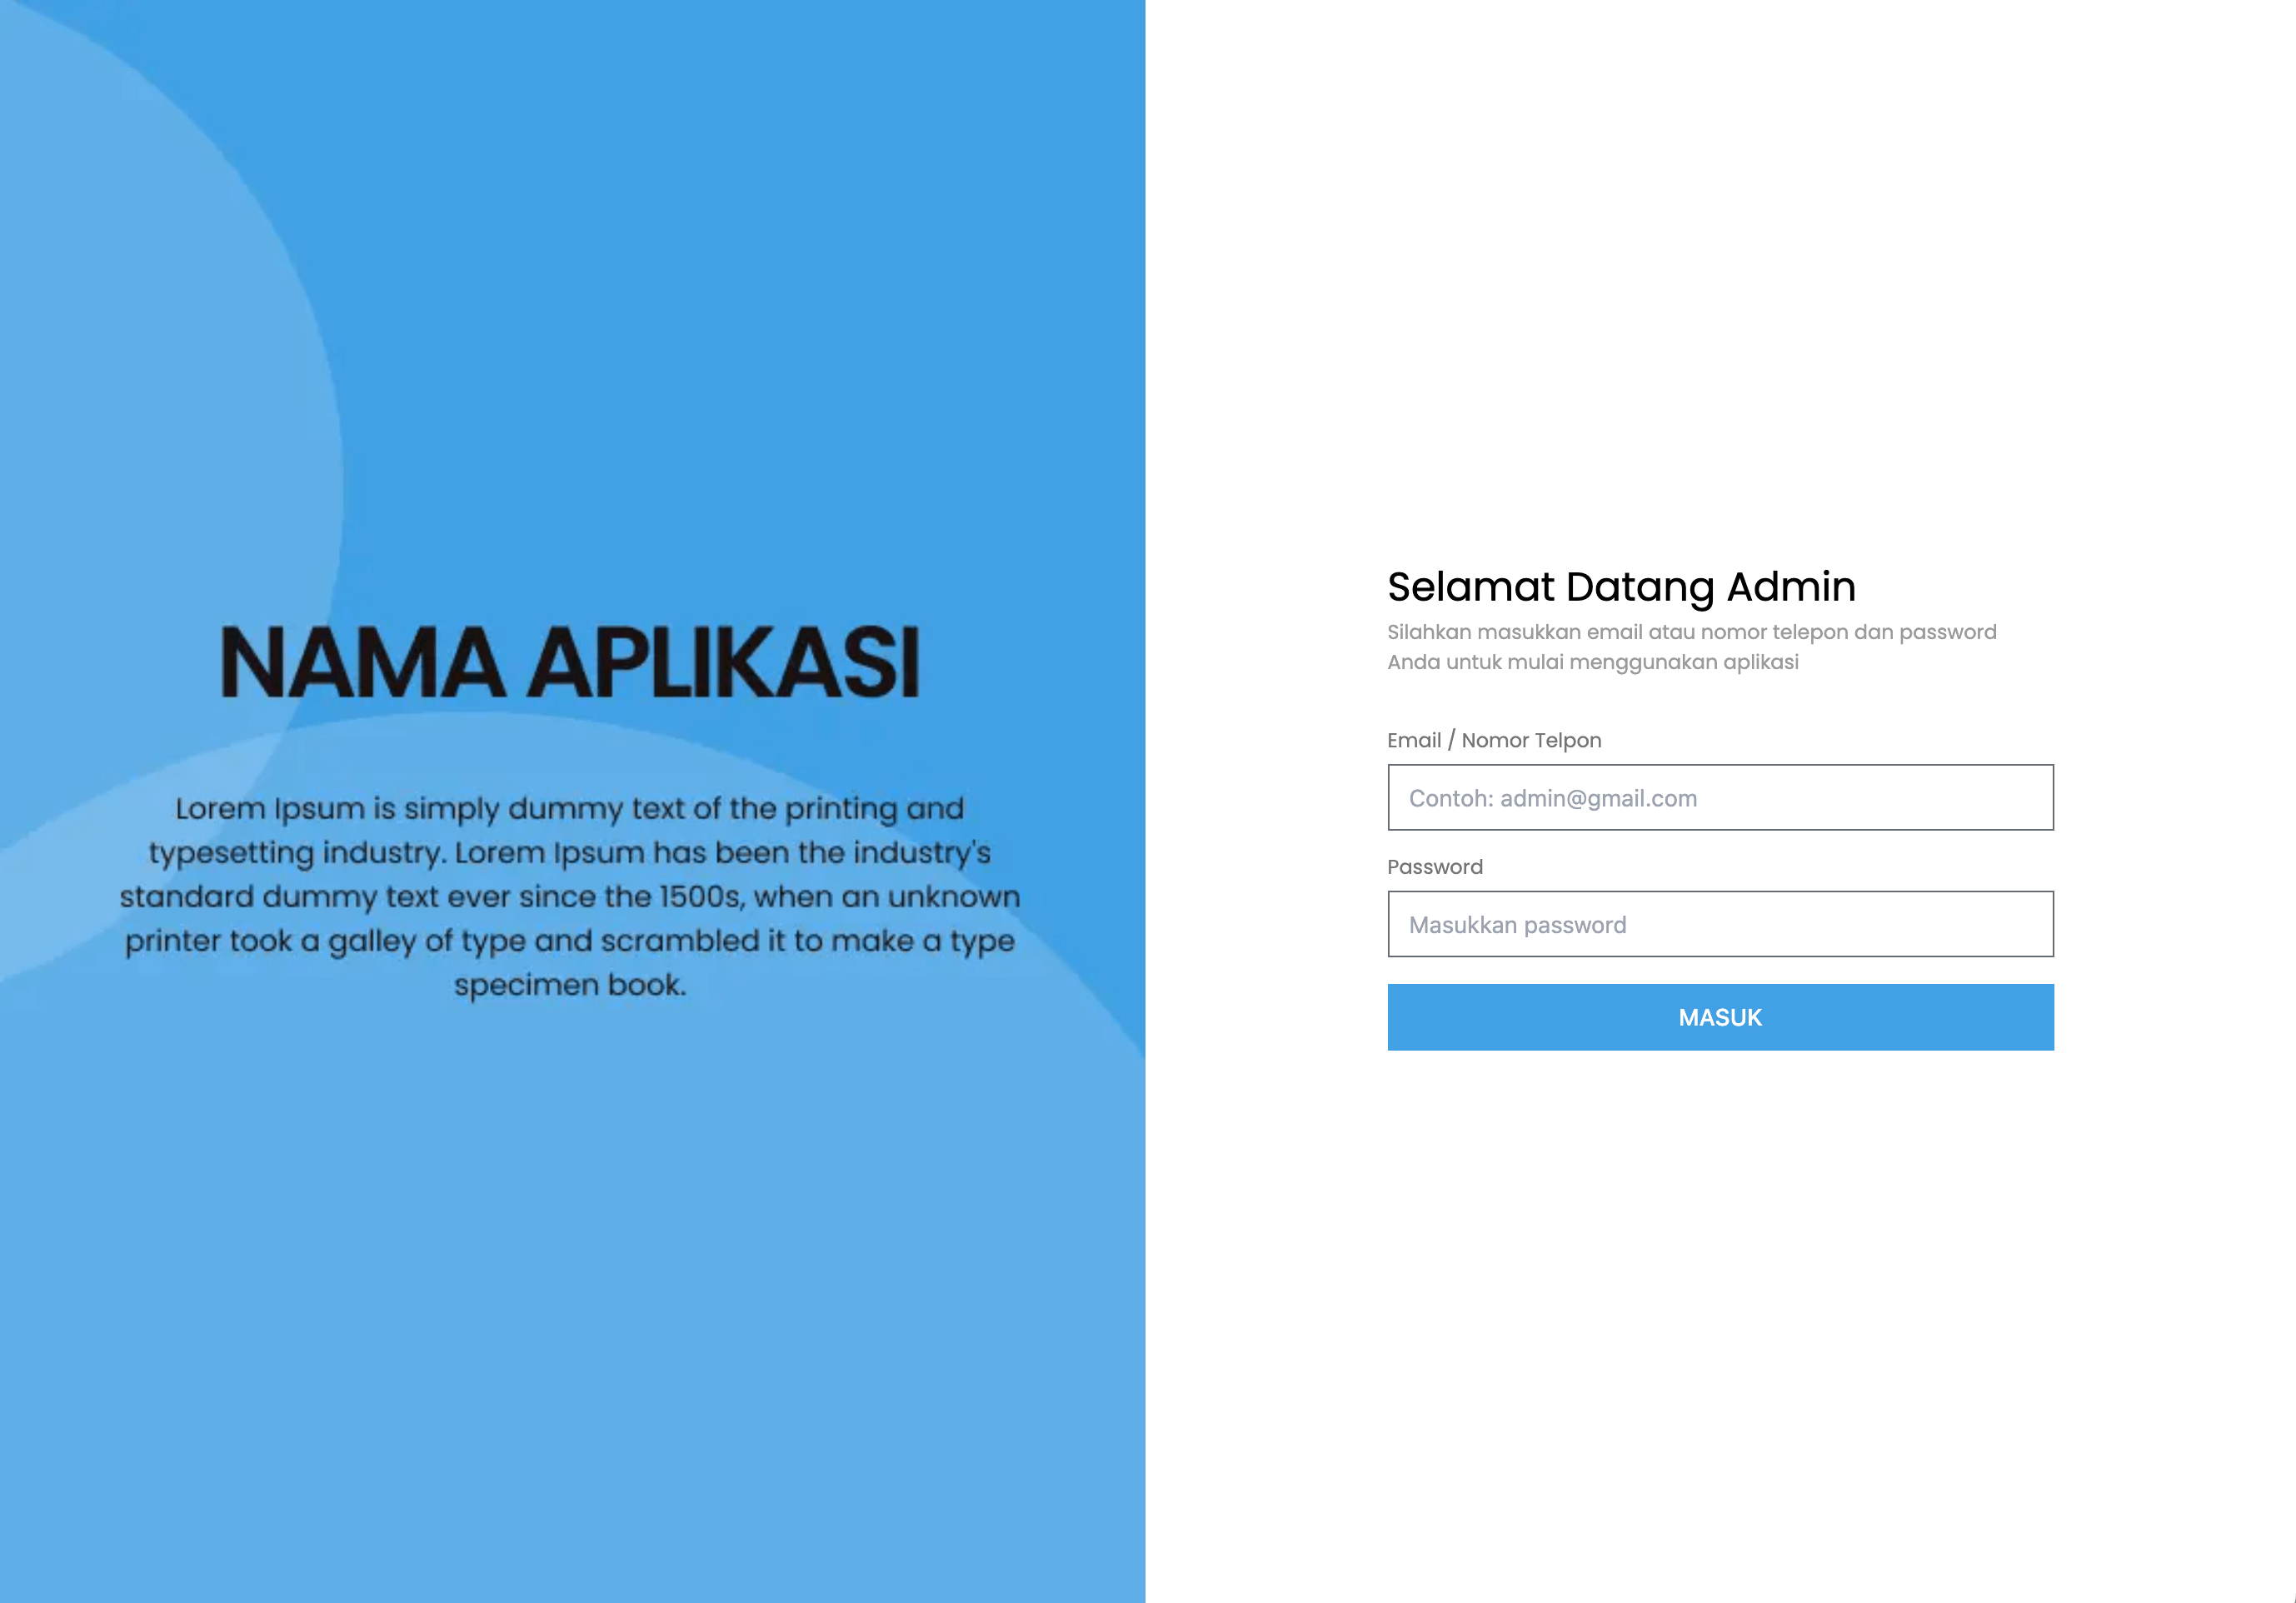 NAMA APLIKASI
Lorem Ipsum is simply dummy text of the printing and
typesetting industry. Lorem Ipsum has been the industry's
standard dummy text ever since the 1500s, when an unknown
printer took a galley of type and scrambled it to make a type
specimen book.
Selamat Datang Admin
Silahkan masukkan email atau nomor telepon dan password
Anda untuk mulai menggunakan aplikasi
Email / Nomor Telpon
Contoh: admin@gmail.com
Password
Masukkan password
MASUK